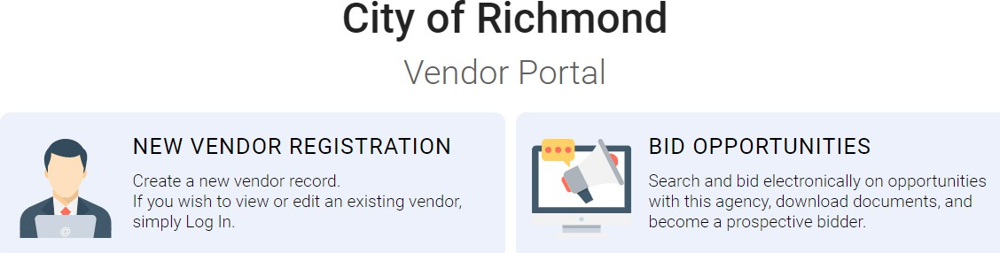 City of Richmond
Vendor Portal
NEW VENDOR REGISTRATION
Create a new vendor record.
If you wish to view or edit an existing vendor,
simply Log In.
@
BID OPPORTUNITIES
Search and bid electronically on opportunities
with this agency, download documents, and
become a prospective bidder.